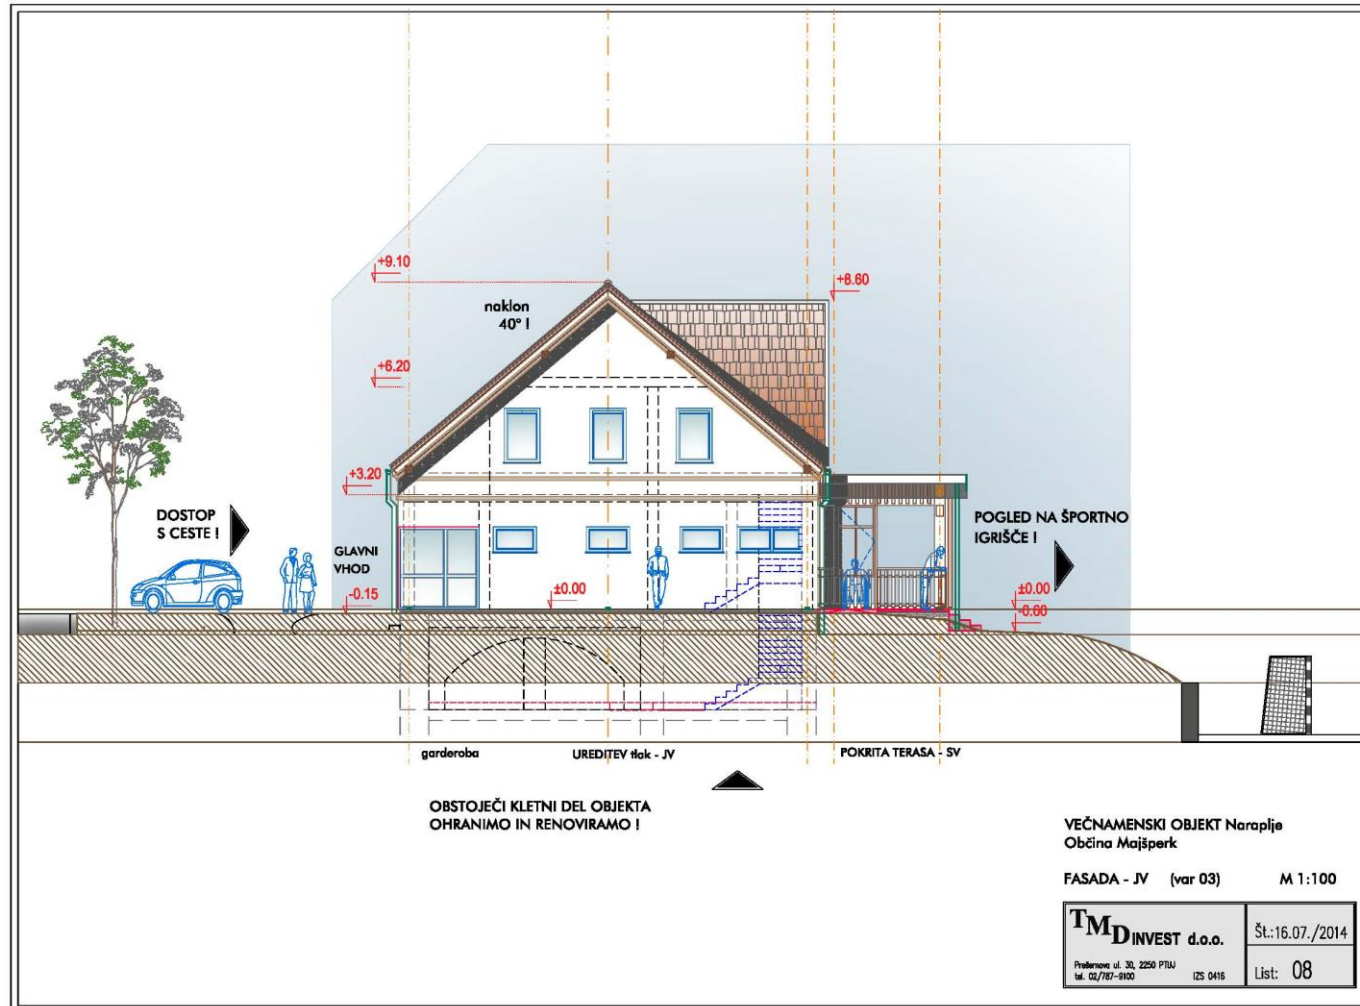 +9.10
+8.60
naklon
40° !
+6.20
+3.20
DOSTOP
S CESTE !
POGLED NA ŠPORTNO
IGRIŠČE !
GLAVNI
VHOD
-0.15
±0.00
±0.00
-0.60
garderoba
UREDITEV tlak - JV
POKRITA TERASA - SV
OBSTOJEČI KLETNI DEL OBJEKTA
OHRANIMO IN RENOVIRAMO !
VEČNAMENSKI OBJEKT Naraplje
Občina Majšperk
FASADA - JV (var 03) M 1:100
TMD INVEST d.o.o.
Št.:16.07./2014
Prešernova ul. 30, 2250 PTUJ
tel. 02/787-9100 IZS 0416
List: 08